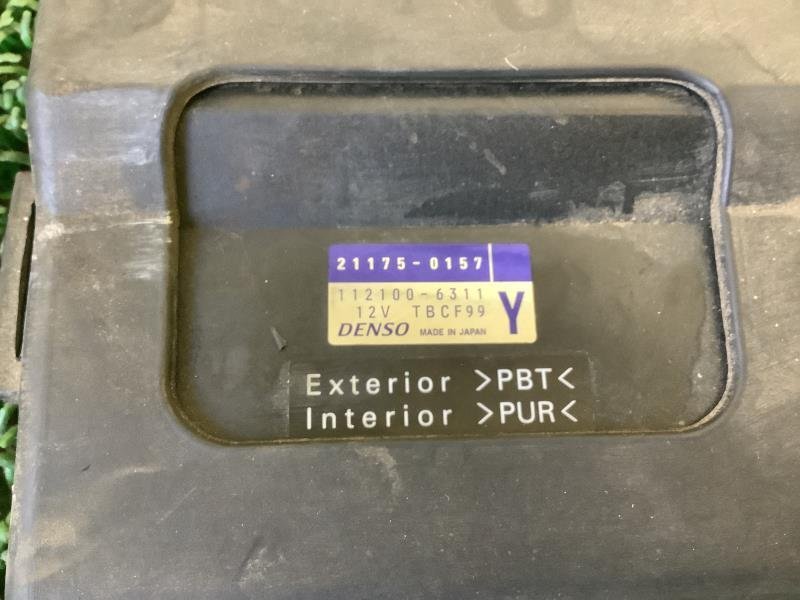 21175-0157
112100-6311
12V TBCF99 Y
DENSO MADE IN JAPAN
Exterior >PBT<
Interior >PUR<